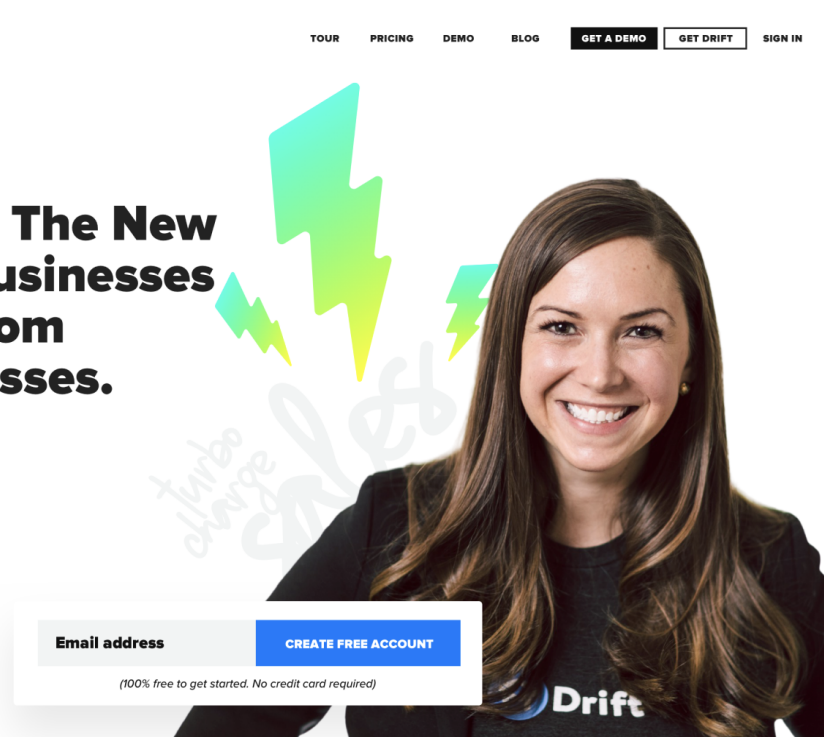 TOUR PRICING DEMO BLOG GET A DEMO GET DRIFT SIGN IN
The New
usinesses
om
sses.
turbo
charge
sales
Email address CREATE FREE ACCOUNT
(100% free to get started. No credit card required)
Drift